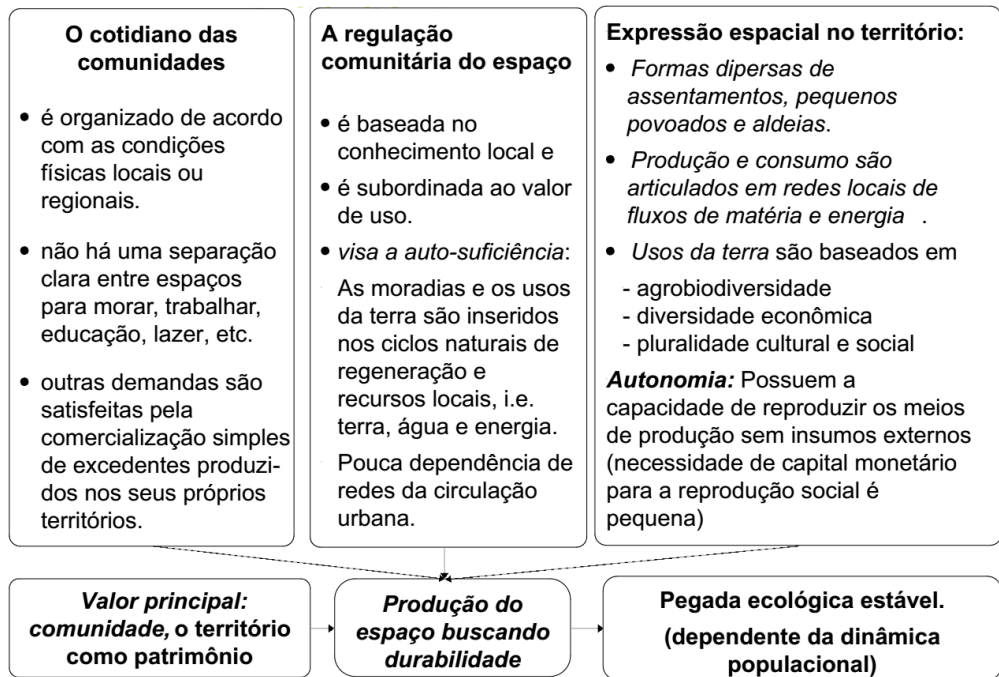 O cotidiano das
comunidades
• é organizado de acordo
com as condições
físicas locais ou
regionais.
• não há uma separação
clara entre espaços
para morar, trabalhar,
educação, lazer, etc.
• outras demandas são
satisfeitas pela
comercialização simples
de excedentes produzi-
dos nos seus próprios
territórios.
A regulação
comunitária do espaço
• é baseada no
conhecimento local e
• é subordinada ao valor
de uso.
• visa a auto-suficiência:
As moradias e os usos
da terra são inseridos
nos ciclos naturais de
regeneração e
recursos locais, i.e.
terra, água e energia.
Pouca dependência de
redes da circulação
urbana.
Expressão espacial no território:
• Formas dispersas de
assentamentos, pequenos
povoados e aldeias.
• Produção e consumo são
articulados em redes locais de
fluxos de matéria e energia .
• Usos da terra são baseados em
- agrobiodiversidade
- diversidade econômica
- pluralidade cultural e social
Autonomia: Possuem a
capacidade de reproduzir os meios
de produção sem insumos externos
(necessidade de capital monetário
para a reprodução social é
pequena)
Valor principal:
comunidade, o território
como patrimônio
Produção do
espaço buscando
durabilidade
Pegada ecológica estável.
(dependente da dinâmica
populacional)